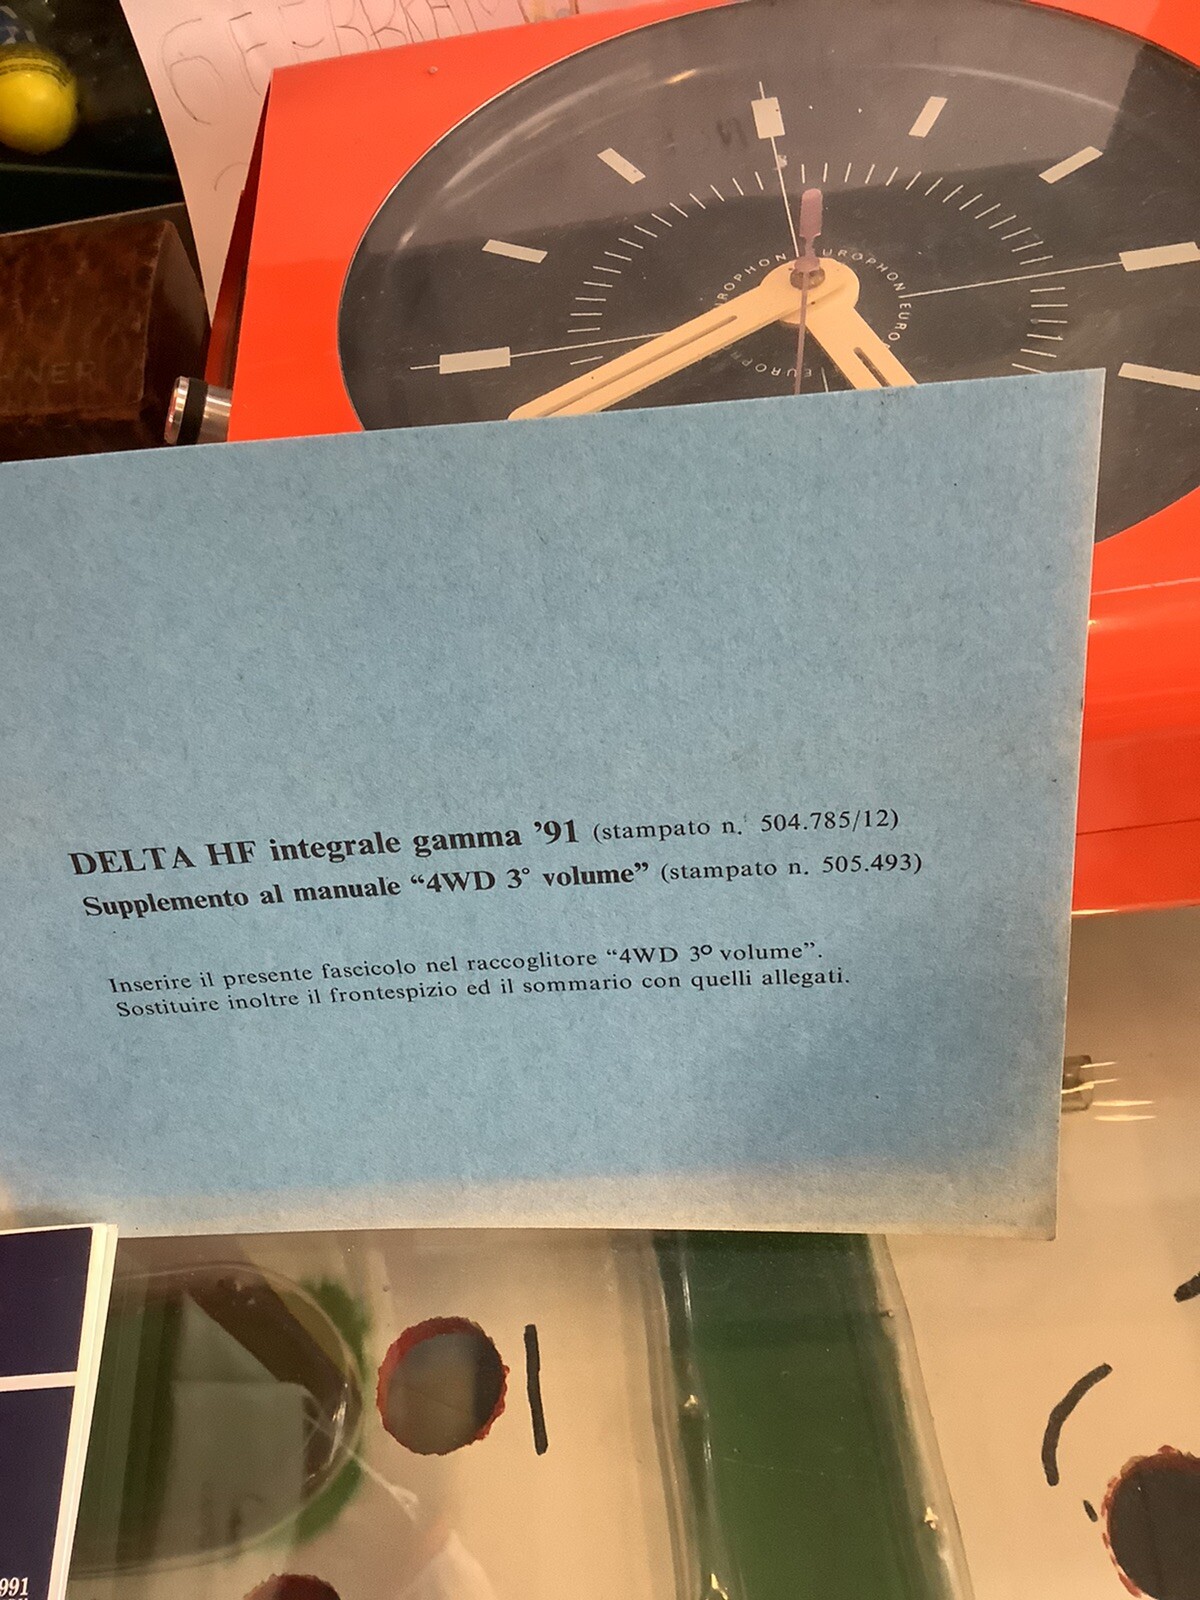 EUROPHON EUROPHON EURO
DELTA HF integrale gamma ’91 (stampato n. 504.785/12)
Supplemento al manuale “4WD 3° volume” (stampato n. 505.493)
Inserire il presente fascicolo nel raccoglitore “4WD 3º volume”.
Sostituire inoltre il frontespizio ed il sommario con quelli allegati.
991